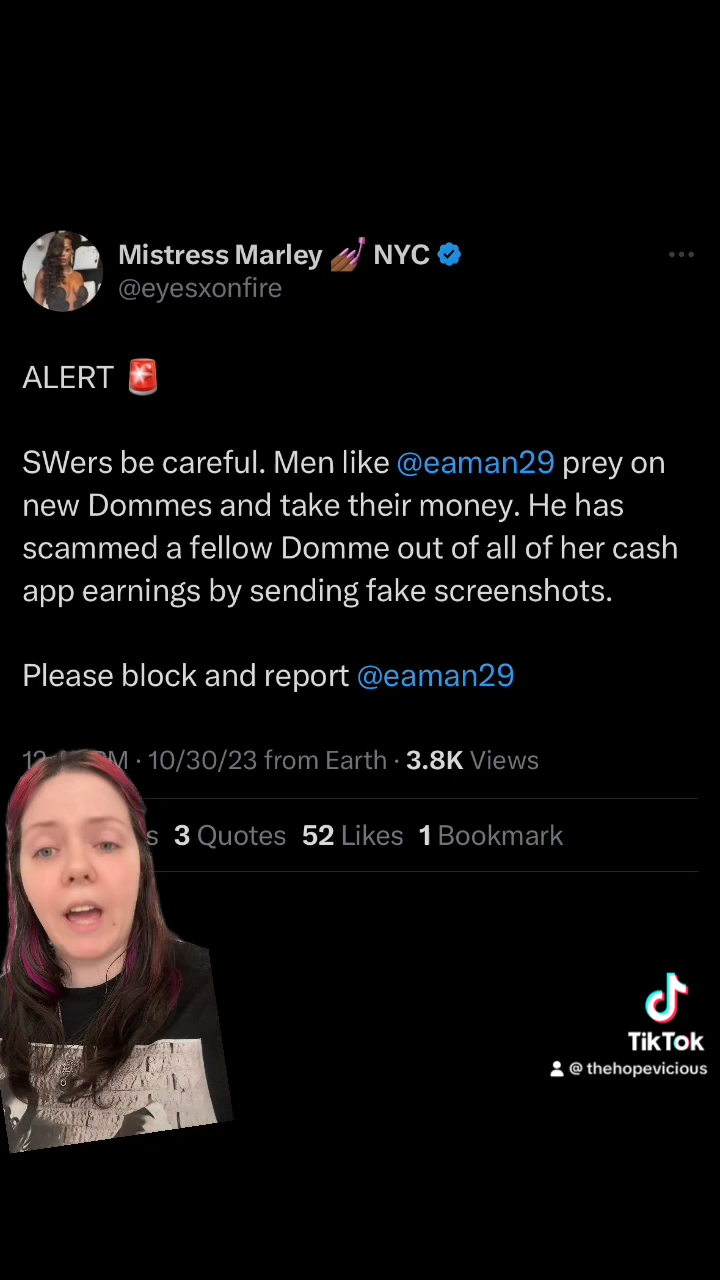 Mistress Marley 💅🏾 NYC
@eyesxonfire
ALERT 🚨
SWers be careful. Men like @eaman29 prey on
new Dommes and take their money. He has
scammed a fellow Domme out of all of her cash
app earnings by sending fake screenshots.
Please block and report @eaman29
· 10/30/23 from Earth · 3.8K Views
3 Quotes 52 Likes 1 Bookmark
TikTok
@ thehopevicious